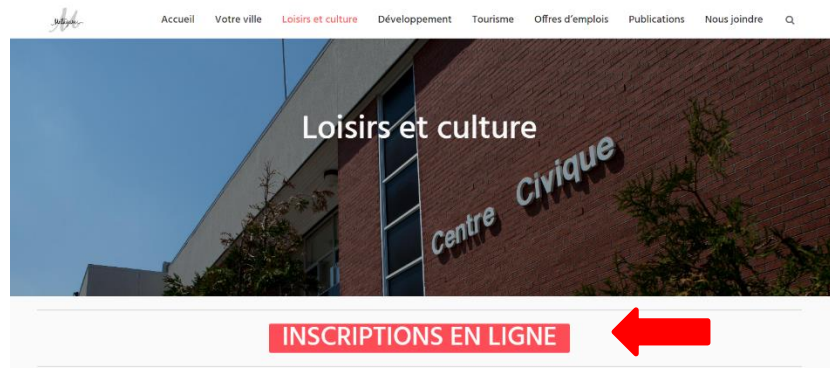 Accueil Votre ville Loisirs et culture Développement Tourisme Offres d'emplois Publications Nous joindre
Loisirs et culture
Centre Civique
INSCRIPTIONS EN LIGNE